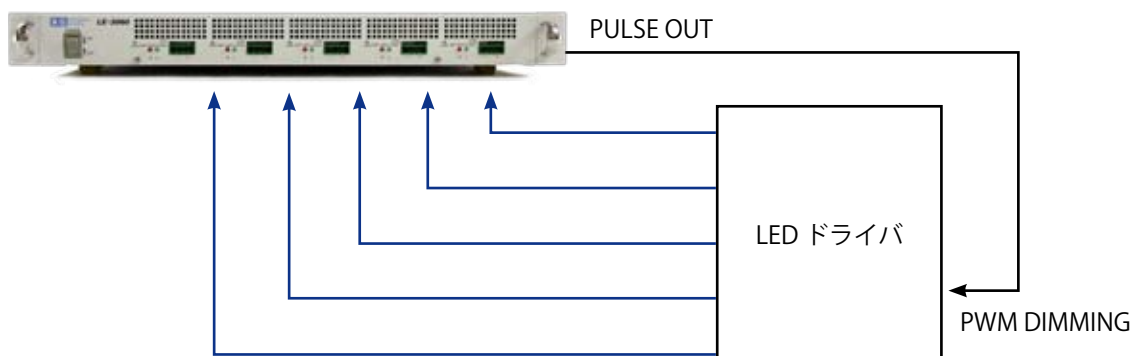 PULSE OUT
LED ドライバ
PWM DIMMING